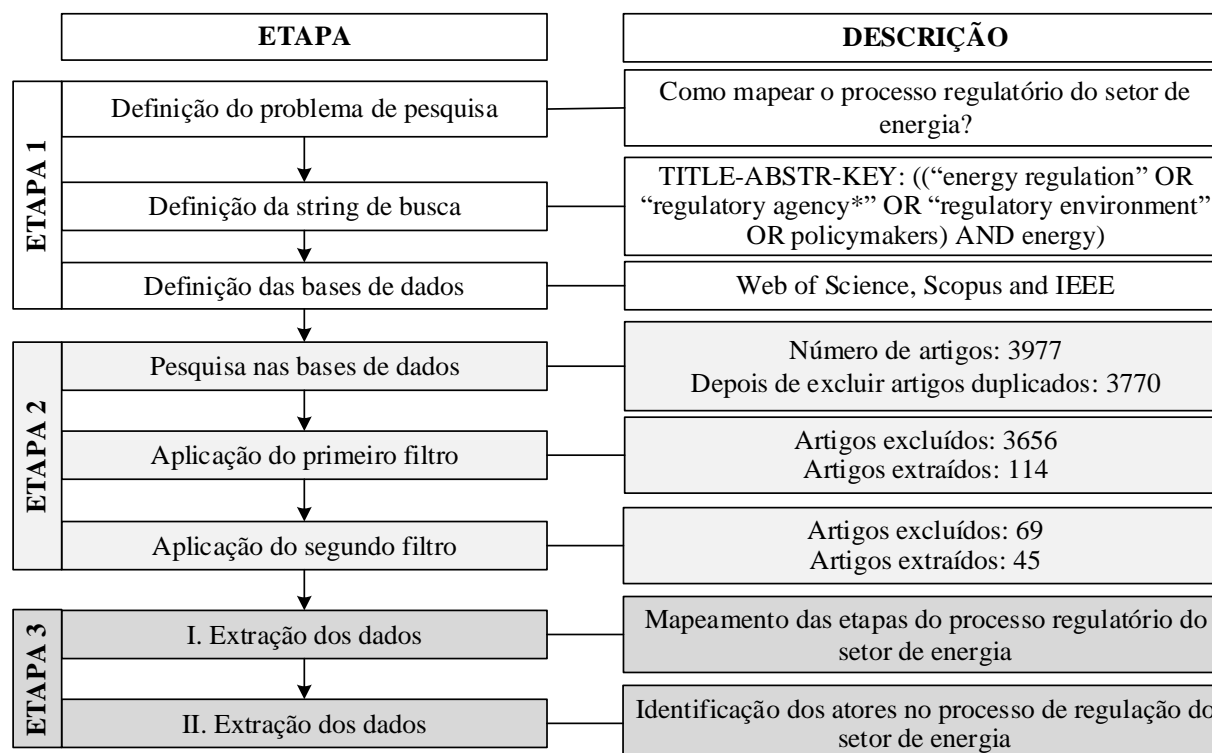 ETAPA
DESCRIÇÃO
ETAPA 1
Definição do problema de pesquisa
Como mapear o processo regulatório do setor de
energia?
Definição da string de busca
TITLE-ABSTR-KEY: ((“energy regulation” OR
“regulatory agency*” OR “regulatory environment”
OR policymakers) AND energy)
Definição das bases de dados
Web of Science, Scopus and IEEE
ETAPA 2
Pesquisa nas bases de dados
Número de artigos: 3977
Depois de excluir artigos duplicados: 3770
Aplicação do primeiro filtro
Artigos excluídos: 3656
Artigos extraídos: 114
Aplicação do segundo filtro
Artigos excluídos: 69
Artigos extraídos: 45
ETAPA 3
I. Extração dos dados
Mapeamento das etapas do processo regulatório do
setor de energia
II. Extração dos dados
Identificação dos atores no processo de regulação do
setor de energia